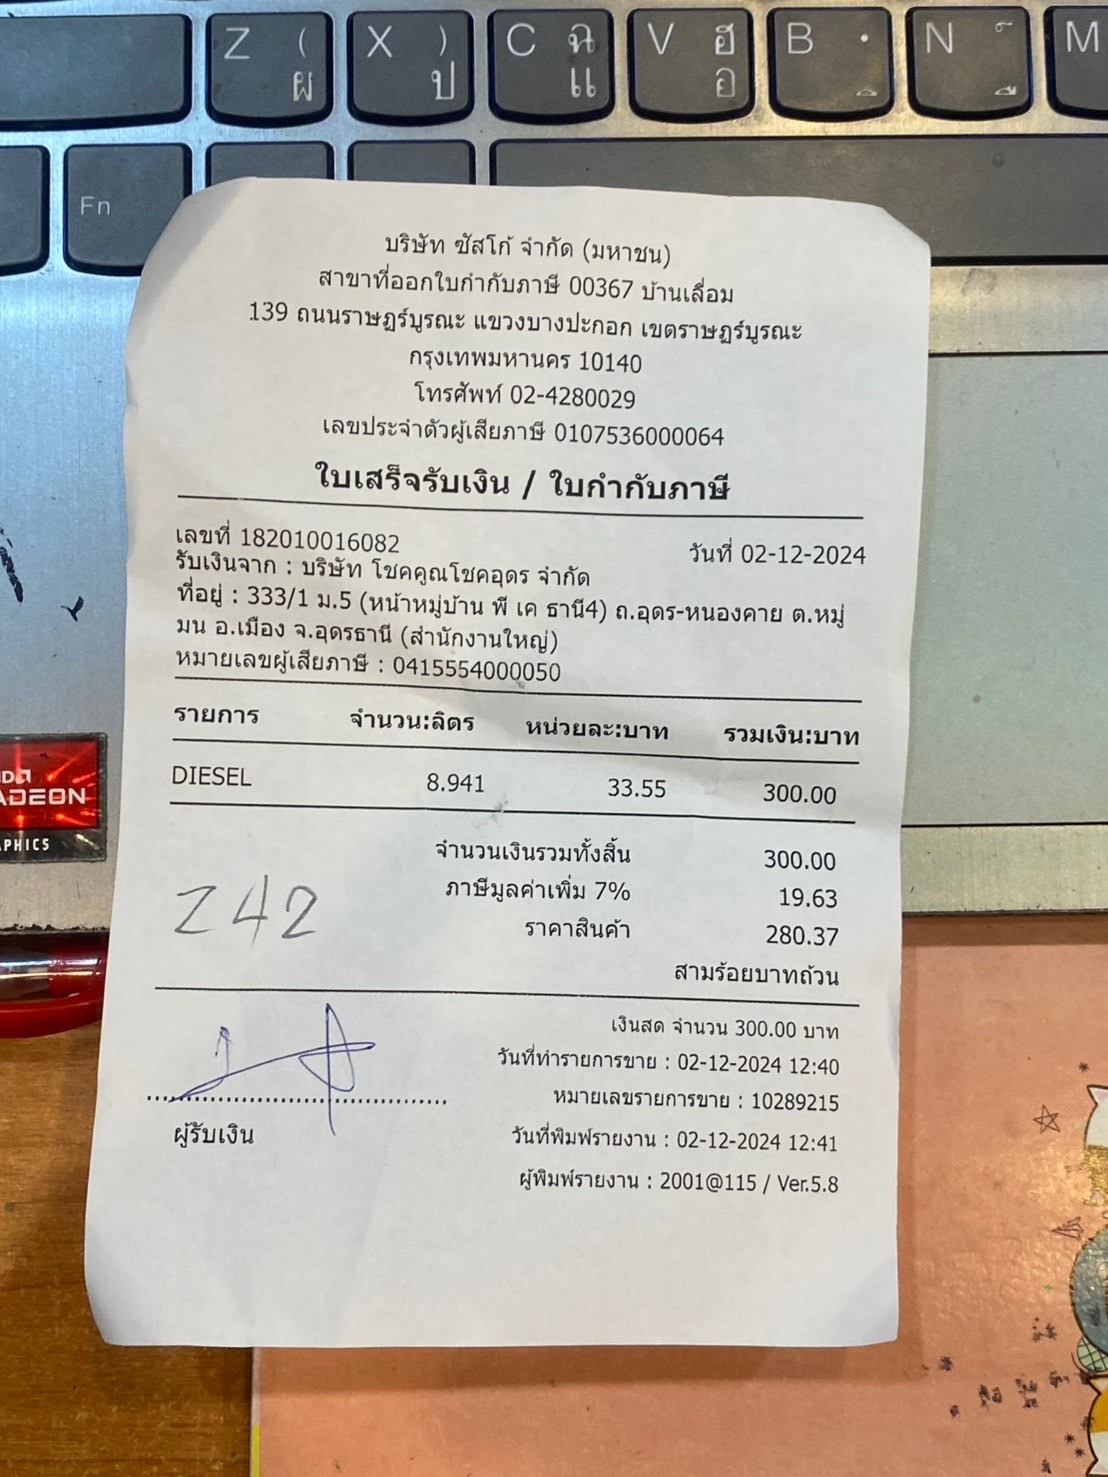 Z ( ผ X ) ป C ฉ แ V ฮ อ B N M
Fn
บริษัท ซัสโก้ จำกัด (มหาชน)
สาขาที่ออกใบกำกับภาษี 00367 บ้านเลื่อม
139 ถนนราษฎร์บูรณะ แขวงบางปะกอก เขตราษฎร์บูรณะ
กรุงเทพมหานคร 10140
โทรศัพท์ 02-4280029
เลขประจำตัวผู้เสียภาษี 0107536000064
ใบเสร็จรับเงิน / ใบกำกับภาษี
เลขที่ 182010016082 วันที่ 02-12-2024
รับเงินจาก : บริษัท โชคคูณโชคอุดร จำกัด
ที่อยู่ : 333/1 ม.5 (หน้าหมู่บ้าน พี เค ธานี4) ถ.อุดร-หนองคาย ต.หมู
มน อ.เมือง จ.อุดรธานี (สำนักงานใหญ่)
หมายเลขผู้เสียภาษี : 0415554000050
รายการ จำนวน:ลิตร หน่วยละ:บาท รวมเงิน:บาท
DIESEL 8.941 33.55 300.00
จำนวนเงินรวมทั้งสิ้น 300.00
ภาษีมูลค่าเพิ่ม 7% 19.63
ราคาสินค้า 280.37
Z42
สามร้อยบาทถ้วน
เงินสด จำนวน 300.00 บาท
วันที่ทำรายการขาย : 02-12-2024 12:40
หมายเลขรายการขาย : 10289215
ผู้รับเงิน
วันที่พิมพ์รายงาน : 02-12-2024 12:41
ผู้พิมพ์รายงาน : 2001@115 / Ver.5.8